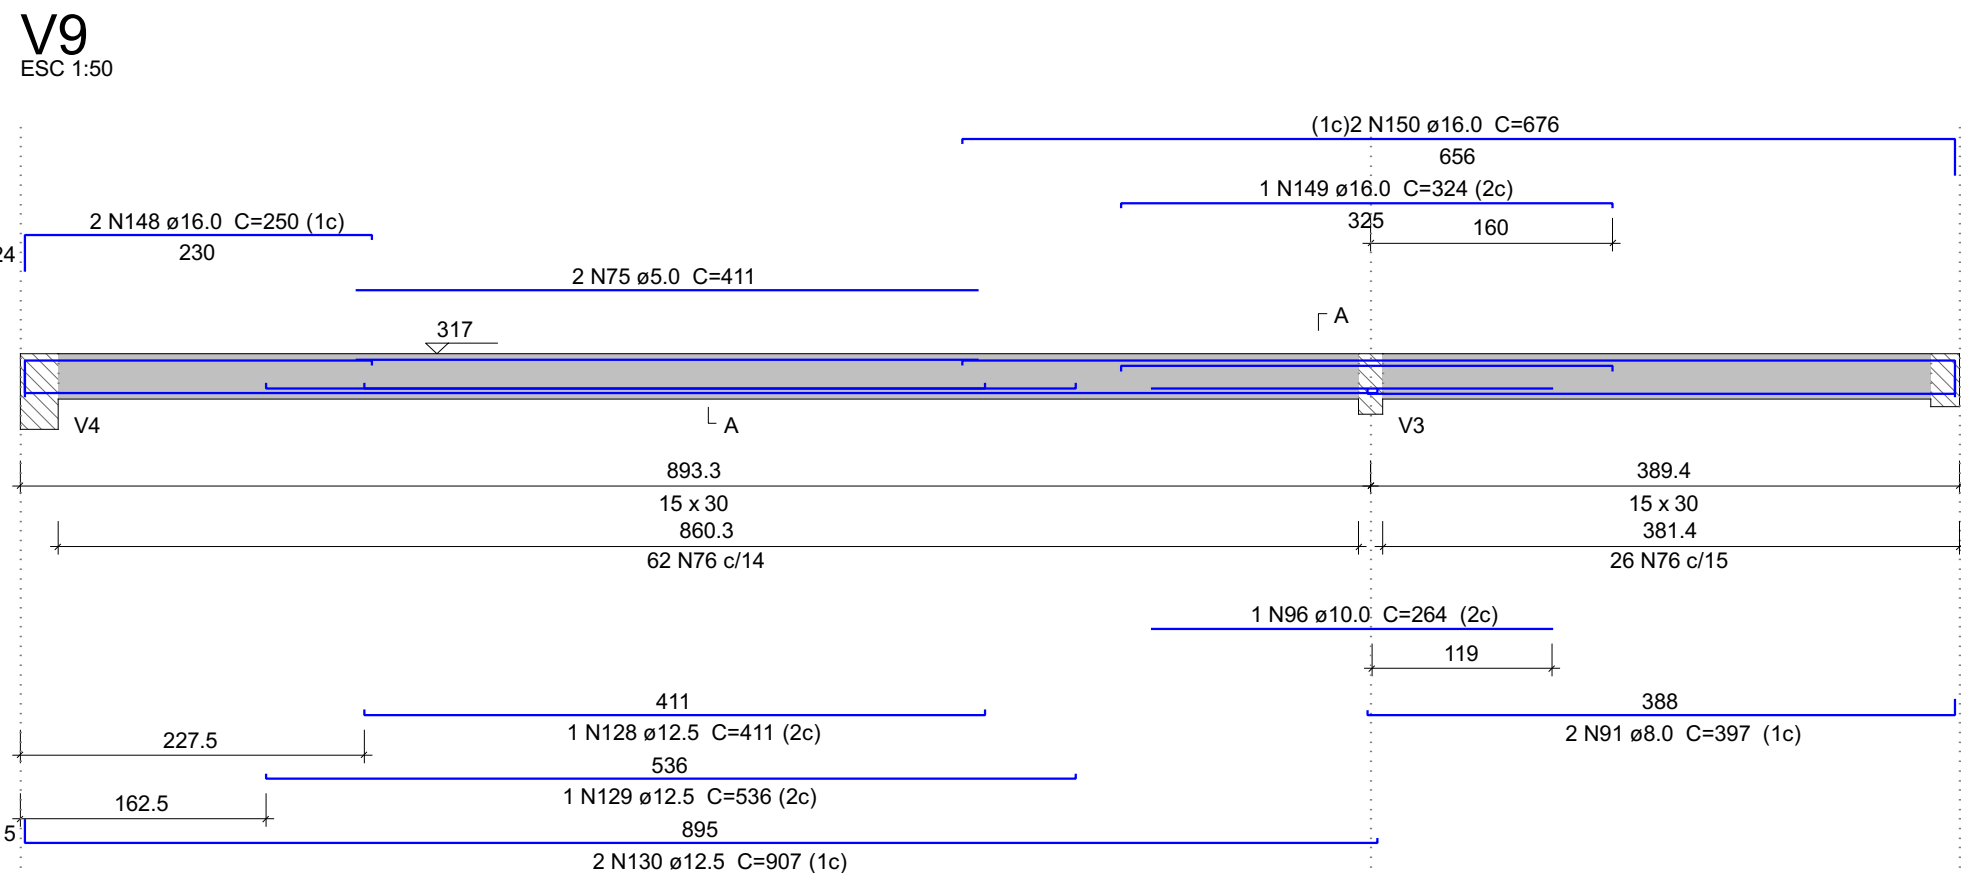 V9
ESC 1:50
(1c)2 N150 ø16.0 C=676
656
1 N149 ø16.0 C=324 (2c)
325
160
2 N148 ø16.0 C=250 (1c)
24
230
2 N75 ø5.0 C=411
A
317
V4
A
V3
893.3
389.4
15 x 30
15 x 30
860.3
381.4
62 N76 c/14
26 N76 c/15
1 N96 ø10.0 C=264 (2c)
119
411
388
1 N128 ø12.5 C=411 (2c)
2 N91 ø8.0 C=397 (1c)
227.5
536
1 N129 ø12.5 C=536 (2c)
162.5
5
895
2 N130 ø12.5 C=907 (1c)